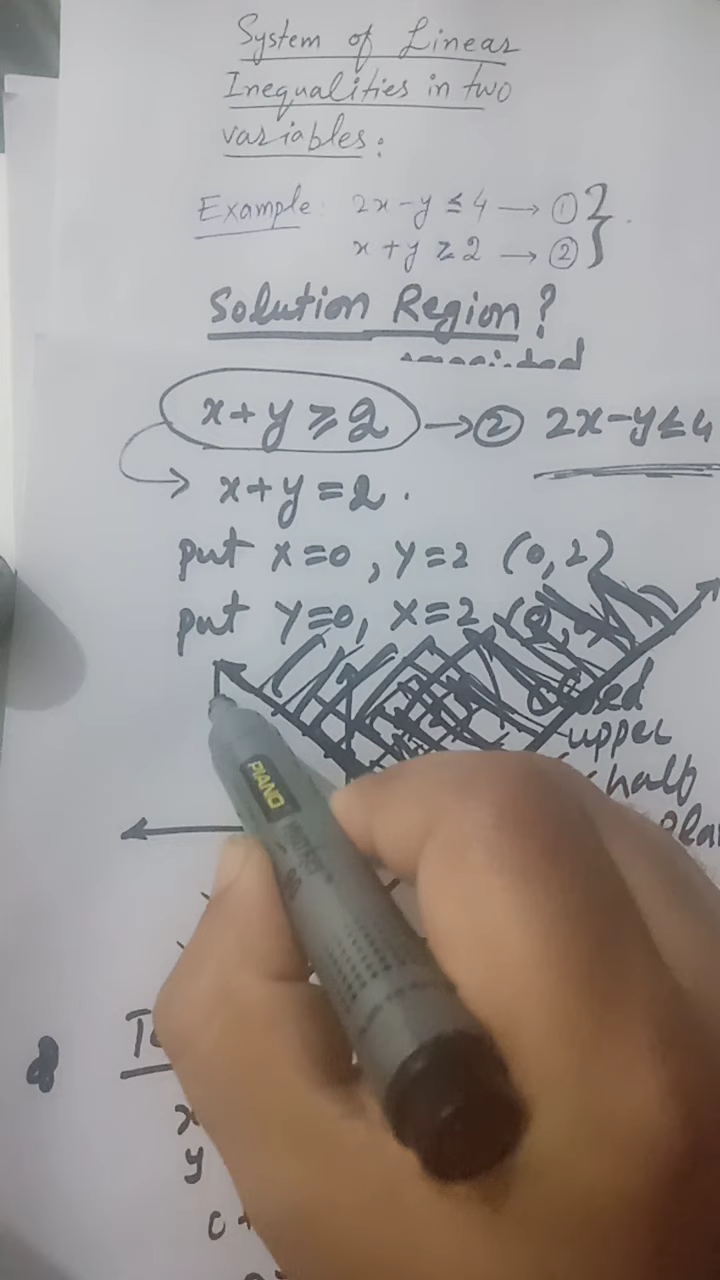 System of Linear
Inequalities in two
variables:
Example: 2x-y ≤ 4 → ①
x + y ≥ 2 → ②
Solution Region?
x+y ≥ 2 → ② 2x-y ≤ 4
x+y = 2.
put x=0, y=2 (0,2)
put y=0, x=2
upper
half
PIANO
x
y